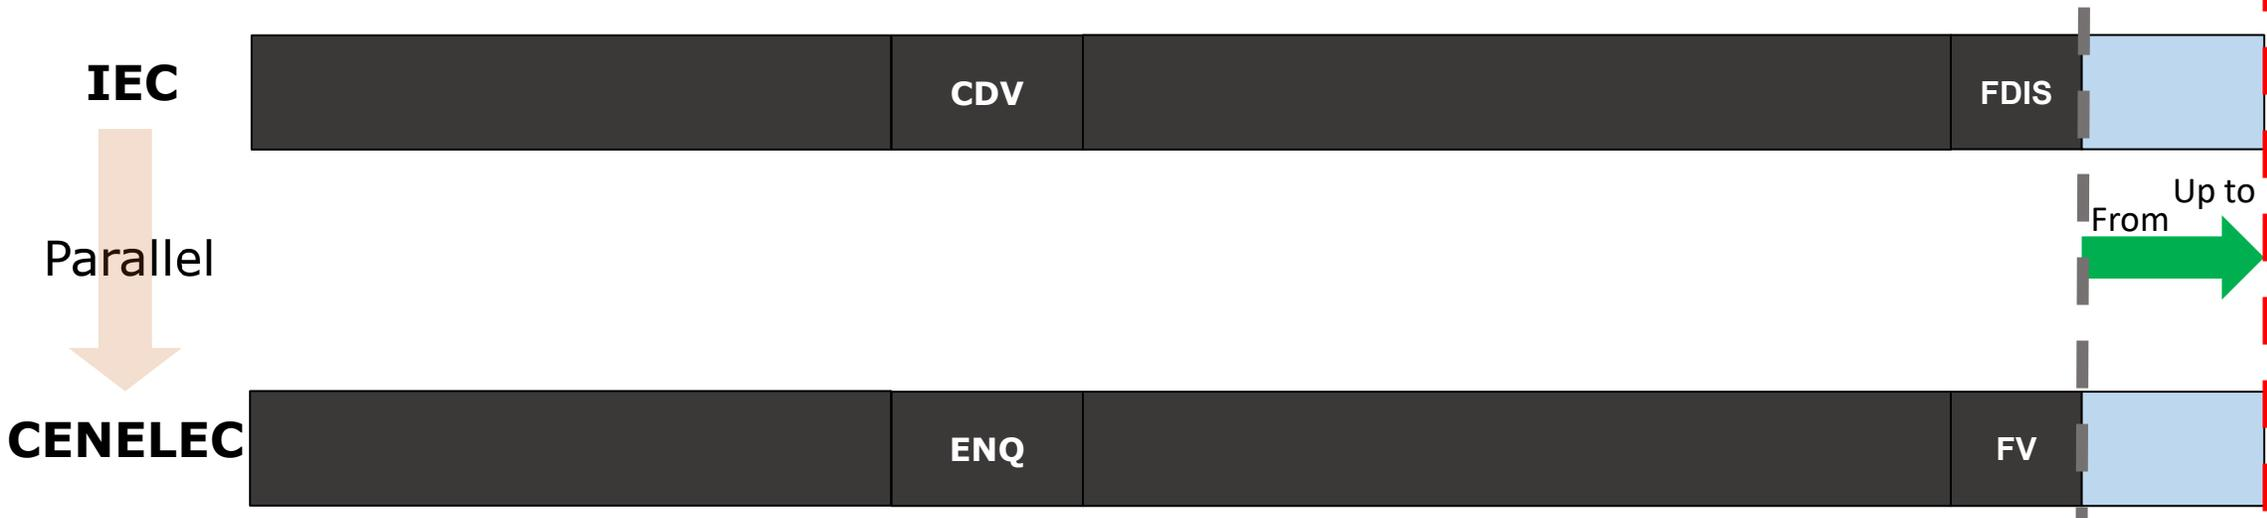 IEC
CDV
FDIS
Up to
From
Parallel
CENELEC
ENQ
FV